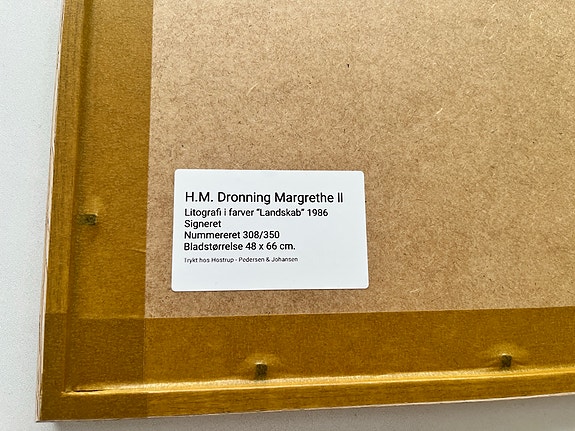 H.M. Dronning Margrethe II
Litografi i farver "Landskab" 1986
Signeret
Nummereret 308/350
Bladstørrelse 48 x 66 cm.
Trykt hos Hostrup - Pedersen & Johansen